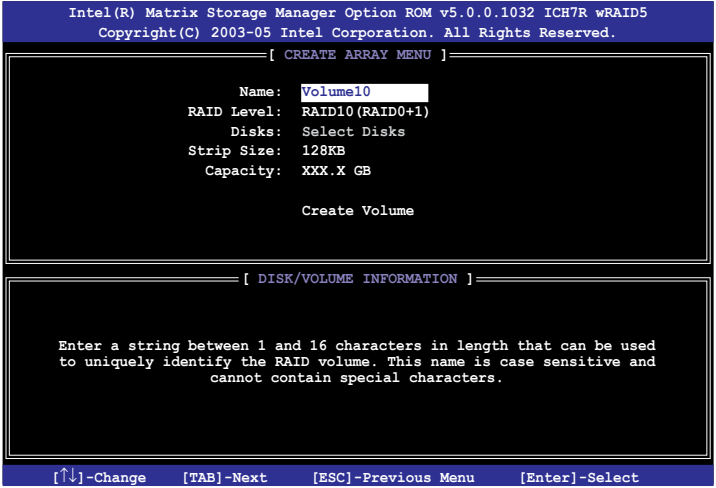 Intel(R) Matrix Storage Manager Option ROM v5.0.0.1032 ICH7R wRAID5
Copyright(C) 2003-05 Intel Corporation. All Rights Reserved.
[ CREATE ARRAY MENU ]
Name: Volume10
RAID Level: RAID10(RAID0+1)
Disks: Select Disks
Strip Size: 128KB
Capacity: XXX.X GB
Create Volume
[ DISK/VOLUME INFORMATION ]
Enter a string between 1 and 16 characters in length that can be used
to uniquely identify the RAID volume. This name is case sensitive and
cannot contain special characters.
[↑↓]-Change [TAB]-Next [ESC]-Previous Menu [Enter]-Select